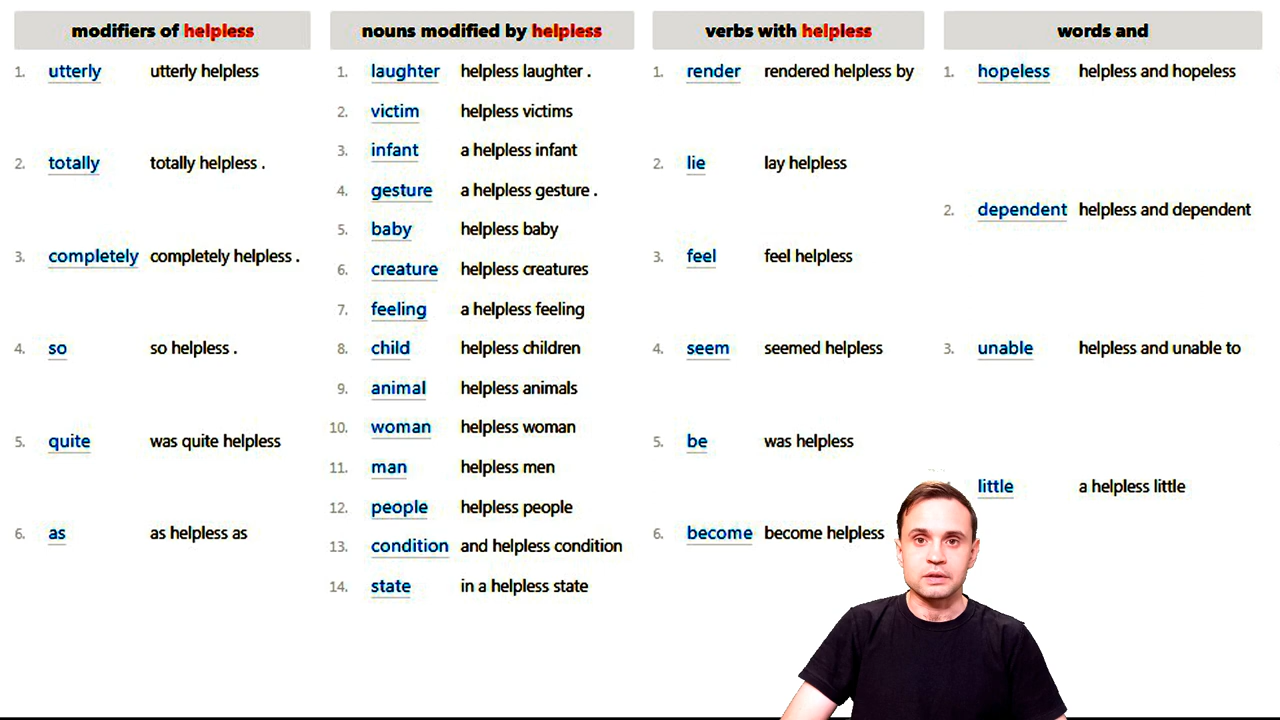 modifiers of helpless
1. utterly utterly helpless
2. totally totally helpless .
3. completely completely helpless .
4. so so helpless .
5. quite was quite helpless
6. as as helpless as
nouns modified by helpless
1. laughter helpless laughter .
2. victim helpless victims
3. infant a helpless infant
4. gesture a helpless gesture .
5. baby helpless baby
6. creature helpless creatures
7. feeling a helpless feeling
8. child helpless children
9. animal helpless animals
10. woman helpless woman
11. man helpless men
12. people helpless people
13. condition and helpless condition
14. state in a helpless state
verbs with helpless
1. render rendered helpless by
2. lie lay helpless
3. feel feel helpless
4. seem seemed helpless
5. be was helpless
6. become become helpless
words and
1. hopeless helpless and hopeless
2. dependent helpless and dependent
3. unable helpless and unable to
little a helpless little